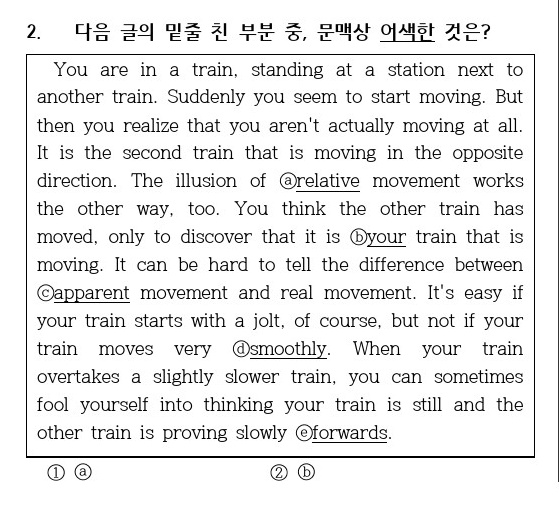 2. 다음 글의 밑줄 친 부분 중, 문맥상 어색한 것은?
You are in a train, standing at a station next to
another train. Suddenly you seem to start moving. But
then you realize that you aren't actually moving at all.
It is the second train that is moving in the opposite
direction. The illusion of ⓐrelative movement works
the other way, too. You think the other train has
moved, only to discover that it is ⓑyour train that is
moving. It can be hard to tell the difference between
ⓒapparent movement and real movement. It's easy if
your train starts with a jolt, of course, but not if your
train moves very ⓓsmoothly. When your train
overtakes a slightly slower train, you can sometimes
fool yourself into thinking your train is still and the
other train is proving slowly ⓔforwards.
① ⓐ ② ⓑ